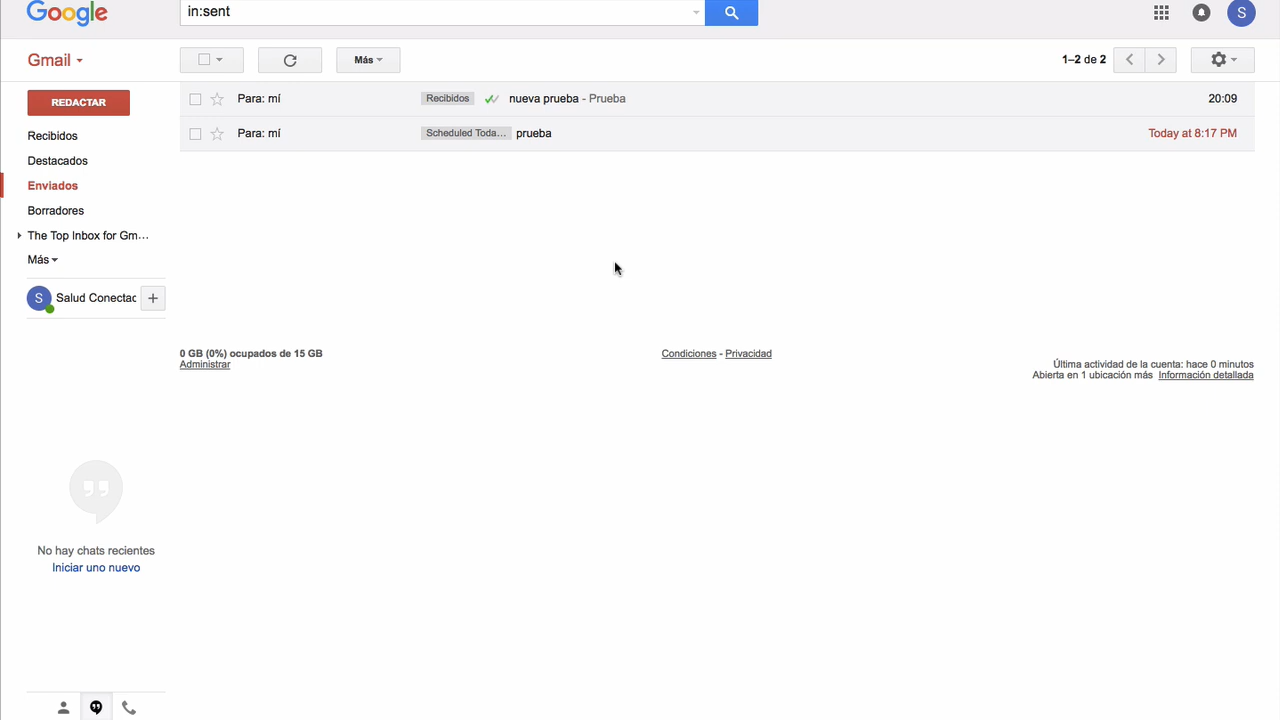 Google
in:sent
S
Gmail
Más
1–2 de 2
REDACTAR
Para: mí Recibidos nueva prueba - Prueba 20:09
Para: mí Scheduled Toda... prueba Today at 8:17 PM
Recibidos
Destacados
Enviados
Borradores
The Top Inbox for Gm...
Más
S Salud Conectad +
0 GB (0%) ocupados de 15 GB
Administrar
Condiciones - Privacidad
Última actividad de la cuenta: hace 0 minutos
Abierta en 1 ubicación más Información detallada
No hay chats recientes
Iniciar uno nuevo